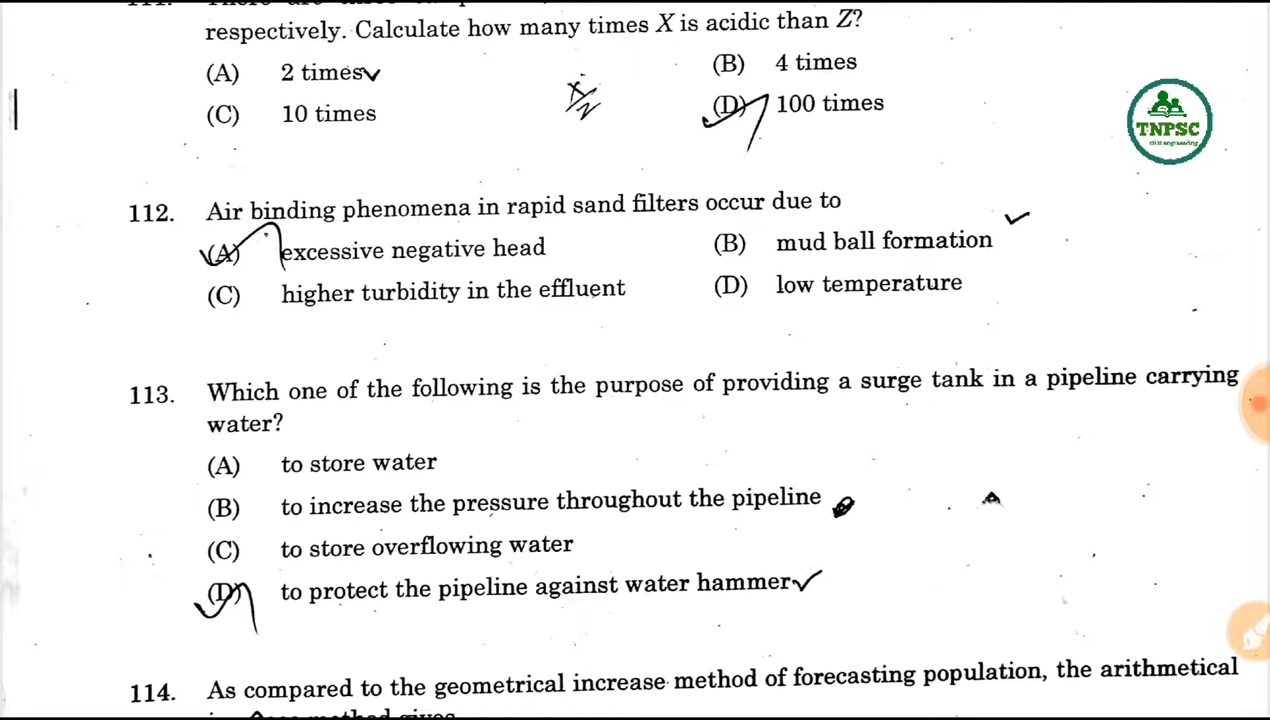 respectively. Calculate how many times X is acidic than Z?
(A) 2 times
(B) 4 times
(C) 10 times
(D) 100 times
X/Z
TNPSC
civil engineering
112. Air binding phenomena in rapid sand filters occur due to
(A) excessive negative head
(B) mud ball formation
(C) higher turbidity in the effluent
(D) low temperature
113. Which one of the following is the purpose of providing a surge tank in a pipeline carrying
water?
(A) to store water
(B) to increase the pressure throughout the pipeline
(C) to store overflowing water
(D) to protect the pipeline against water hammer
114. As compared to the geometrical increase method of forecasting population, the arithmetical